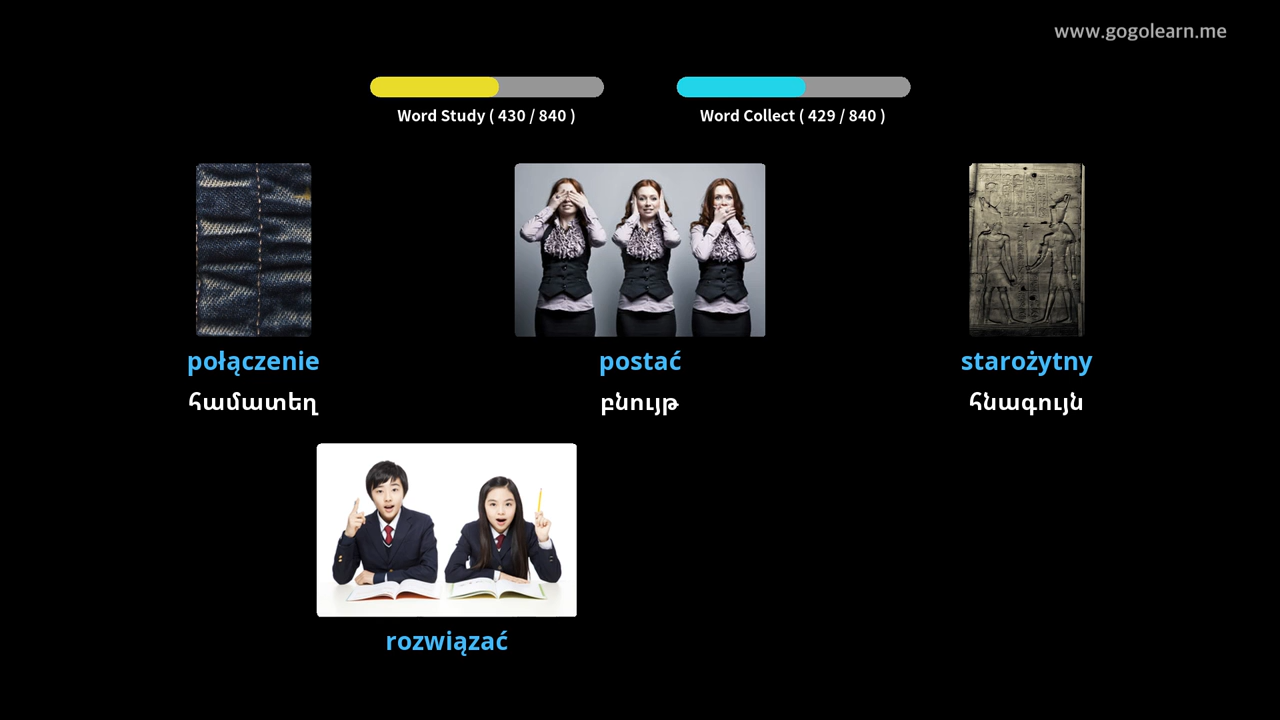 www.gogolearn.me
Word Study ( 430 / 840 )
Word Collect ( 429 / 840 )
połączenie
postać
starożytny
համատեղ
բնույթ
հնագույն
rozwiązać